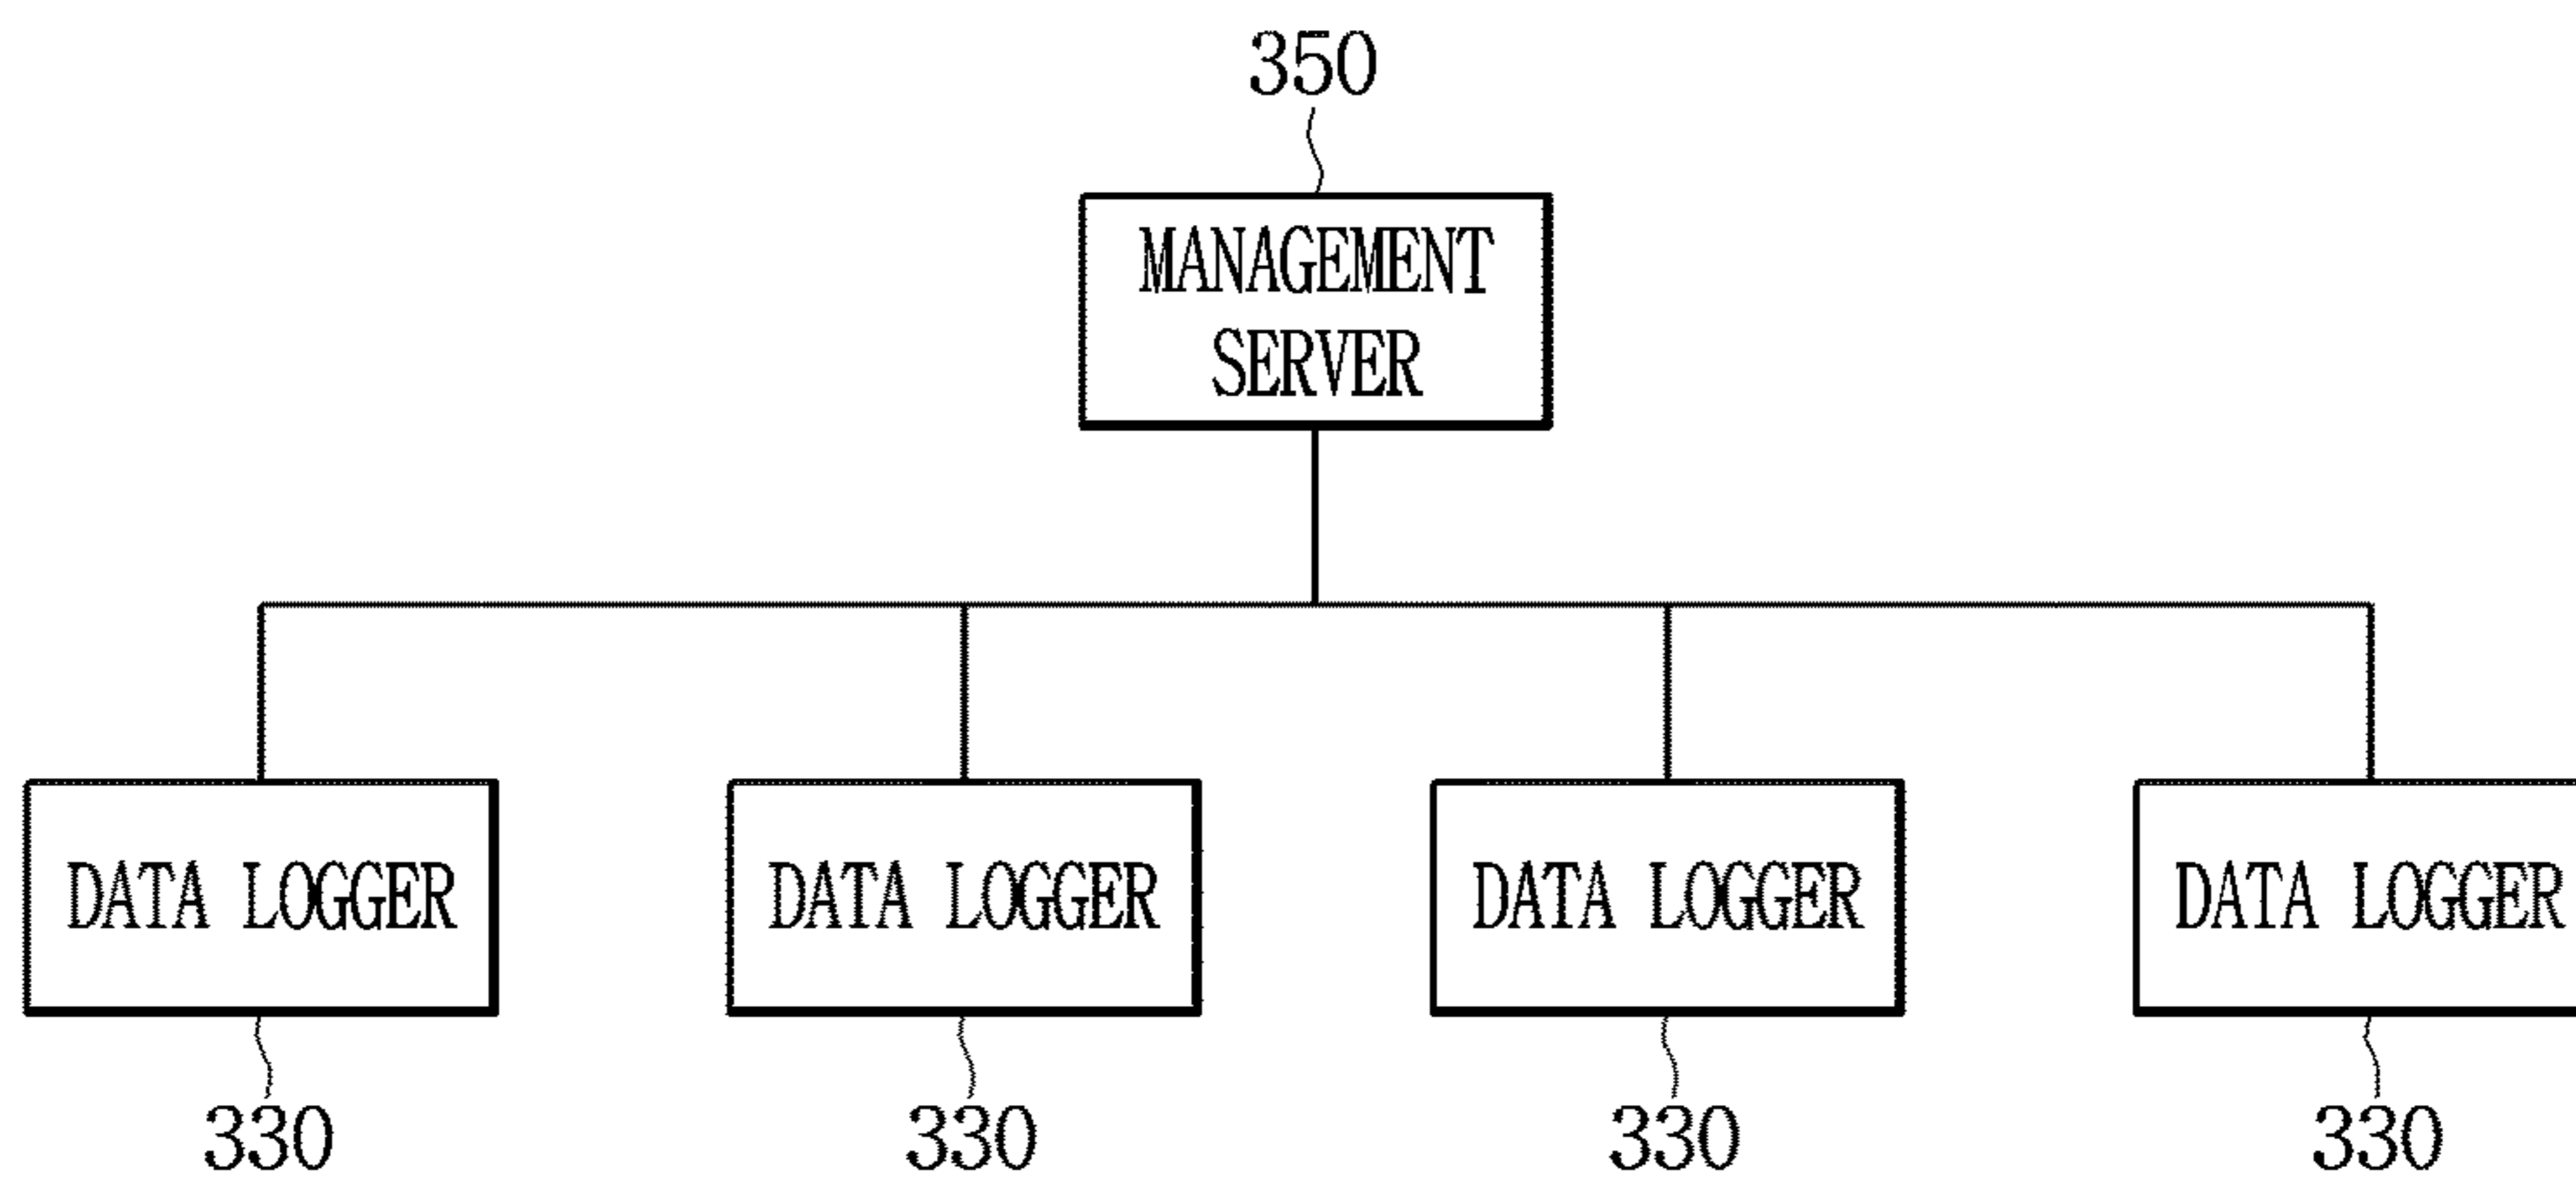 350
MANAGEMENT
SERVER
DATA LOGGER DATA LOGGER DATA LOGGER DATA LOGGER
330 330 330 330